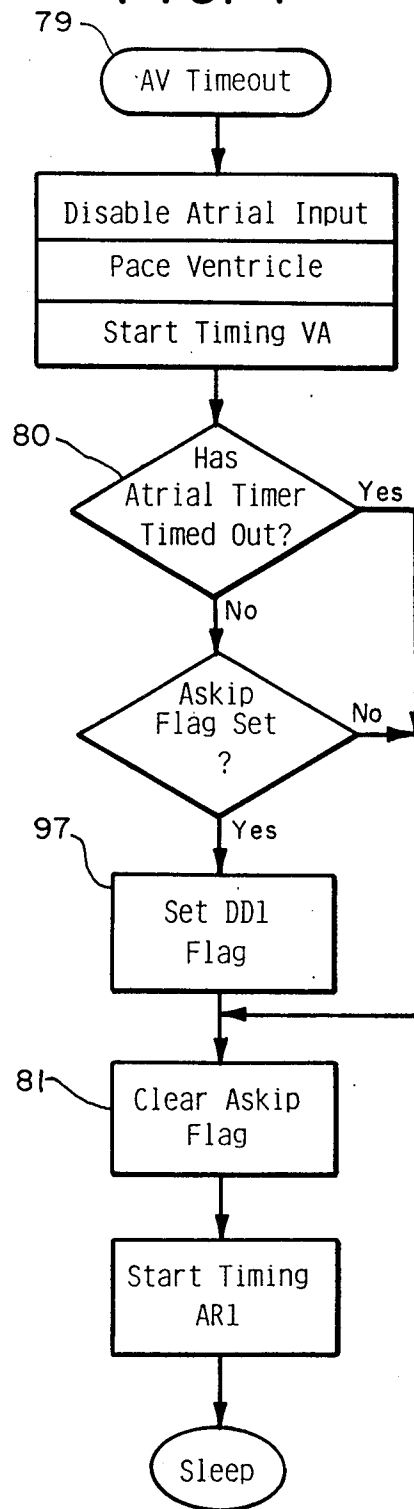 79
AV Timeout
Disable Atrial Input
Pace Ventricle
Start Timing VA
80
Has
Atrial Timer
Timed Out?
Yes
No
Askip
Flag Set
?
No
Yes
97
Set DD1
Flag
81
Clear Askip
Flag
Start Timing
AR1
Sleep